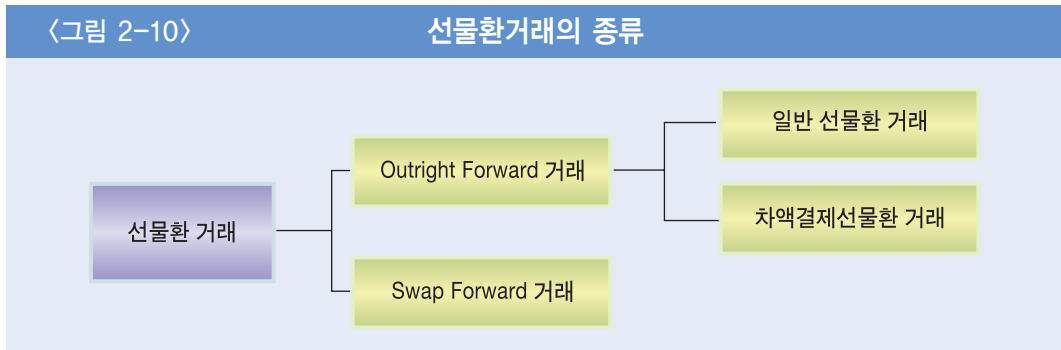 〈그림 2-10〉 선물환거래의 종류
일반 선물환 거래
Outright Forward 거래
차액결제선물환 거래
선물환 거래
Swap Forward 거래